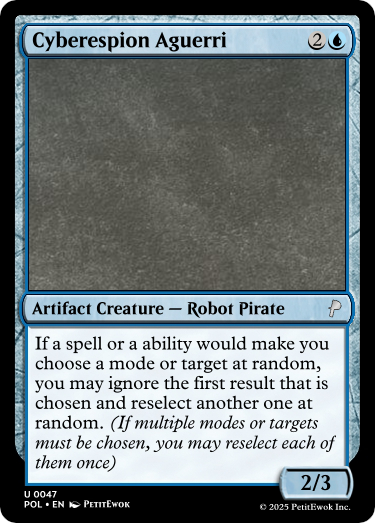 Cyberespion Aguerri 2
Artifact Creature — Robot Pirate
If a spell or a ability would make you
choose a mode or target at random,
you may ignore the first result that is
chosen and reselect another one at
random. (If multiple modes or targets
must be chosen, you may reselect each of
them once)
2/3
U 0047
POL • EN PetitEwok
© 2025 PetitEwok Inc.